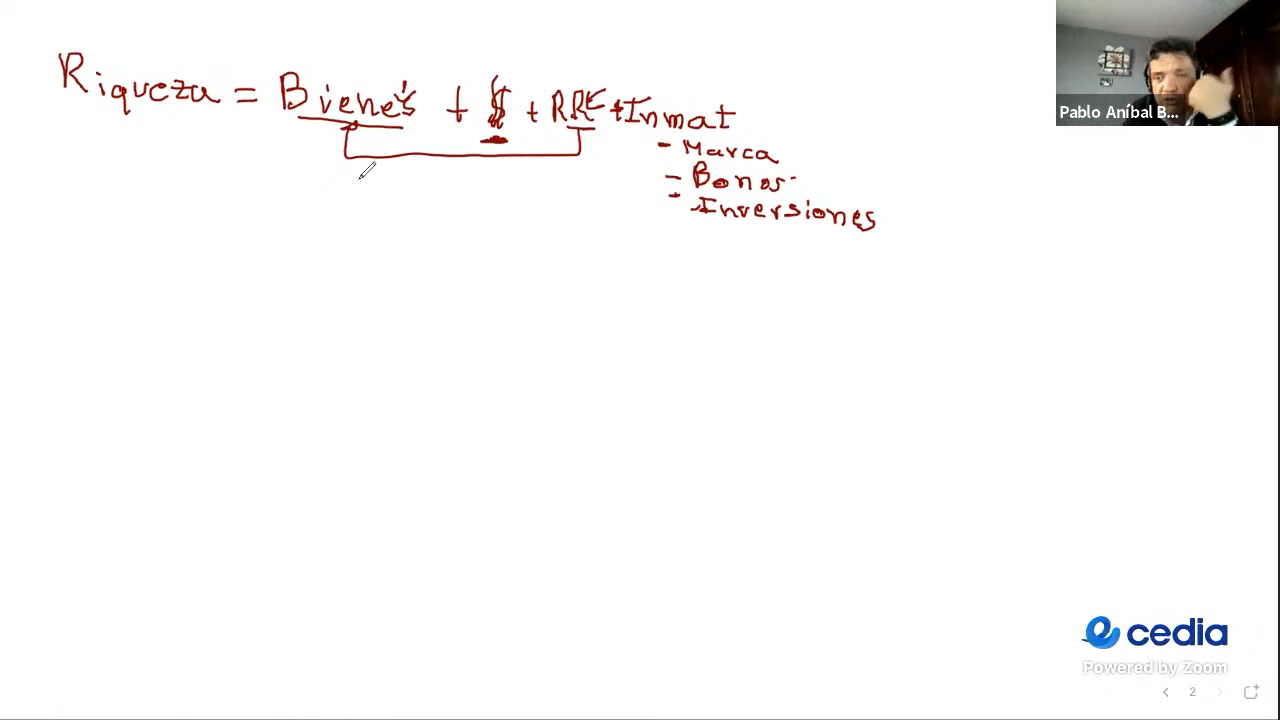 Riqueza = Bienes + $ + RRE + Inmat
- Marca
- Bonos
- Inversiones
Pablo Aníbal B...
cedia
Powered by Zoom
2